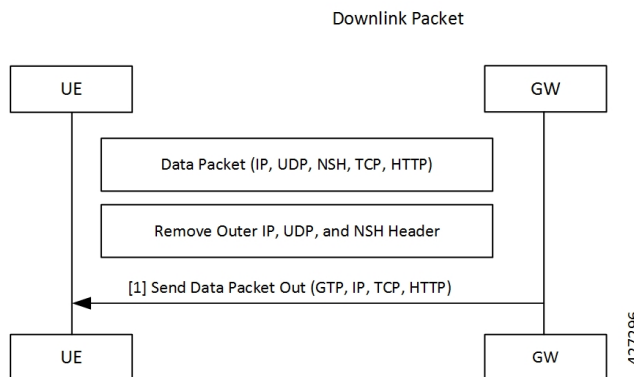 Downlink Packet
UE
GW
Data Packet (IP, UDP, NSH, TCP, HTTP)
Remove Outer IP, UDP, and NSH Header
[1] Send Data Packet Out (GTP, IP, TCP, HTTP)
UE
GW
427296